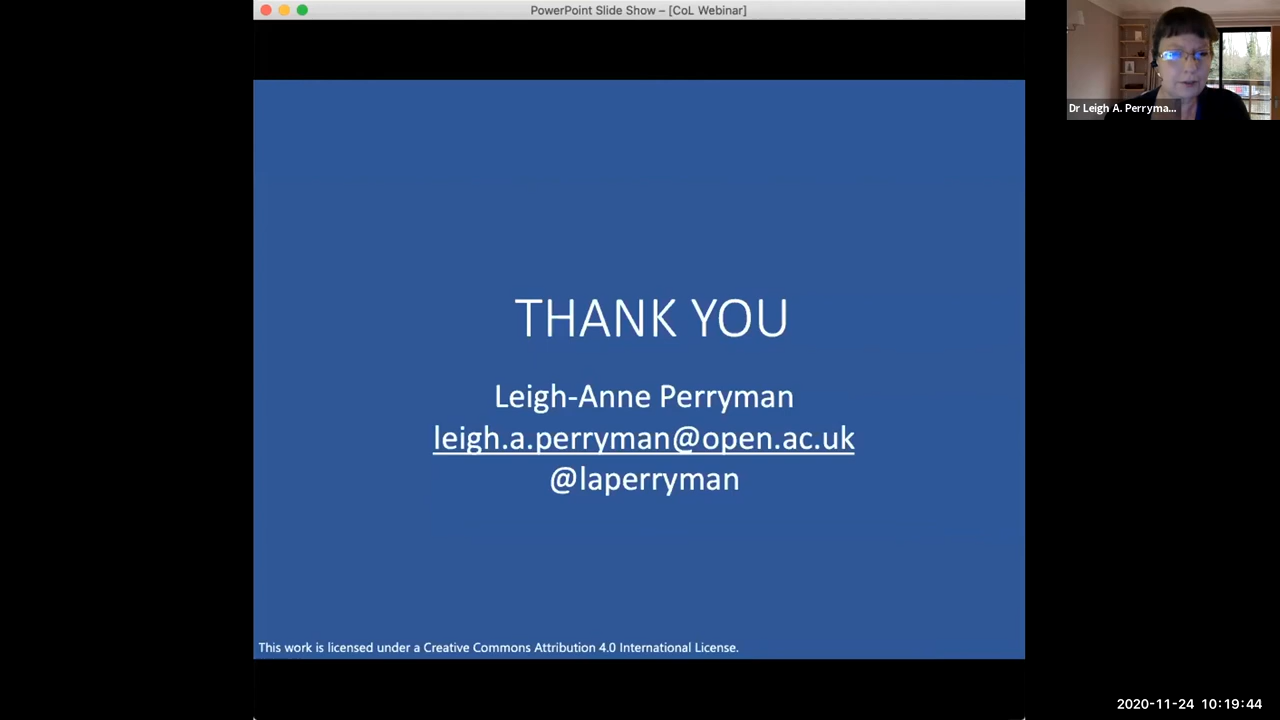 PowerPoint Slide Show – [CoL Webinar]
Dr Leigh A. Perryma...
THANK YOU
Leigh-Anne Perryman
leigh.a.perryman@open.ac.uk
@laperryman
This work is licensed under a Creative Commons Attribution 4.0 International License.
2020-11-24 10:19:44